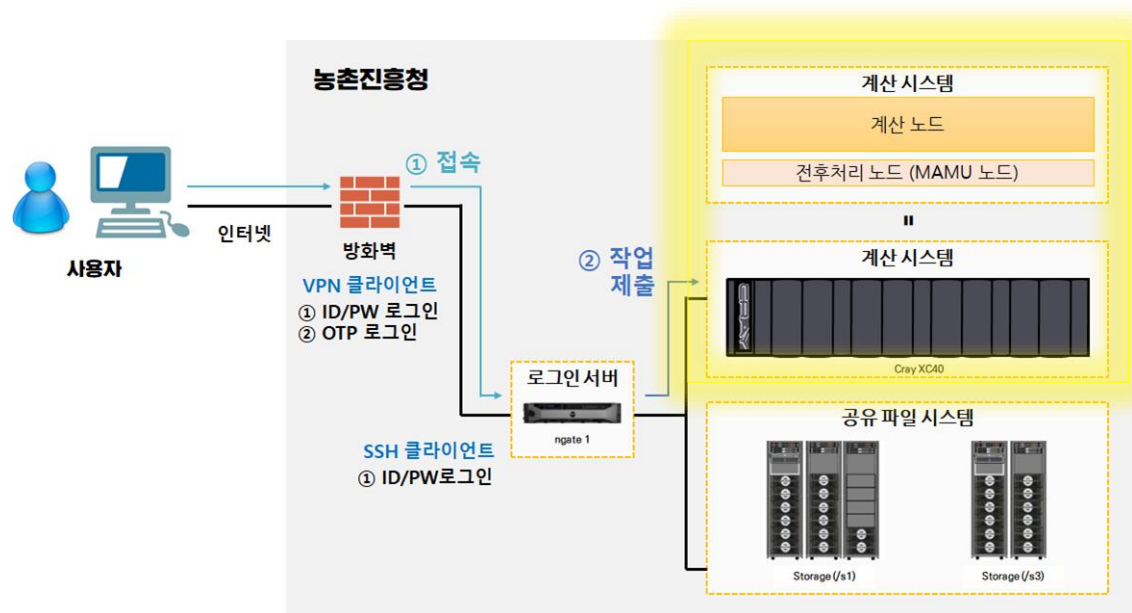 농촌진흥청
사용자
인터넷
① 접속
방화벽
VPN 클라이언트
① ID/PW 로그인
② OTP 로그인
SSH 클라이언트
① ID/PW로그인
로그인 서버
ngate 1
② 작업
제출
계산 시스템
계산 노드
전후처리 노드 (MAMU 노드)
=
계산 시스템
CRAY
Cray XC40
공유 파일 시스템
Storage(/s1)
Storage(/s3)